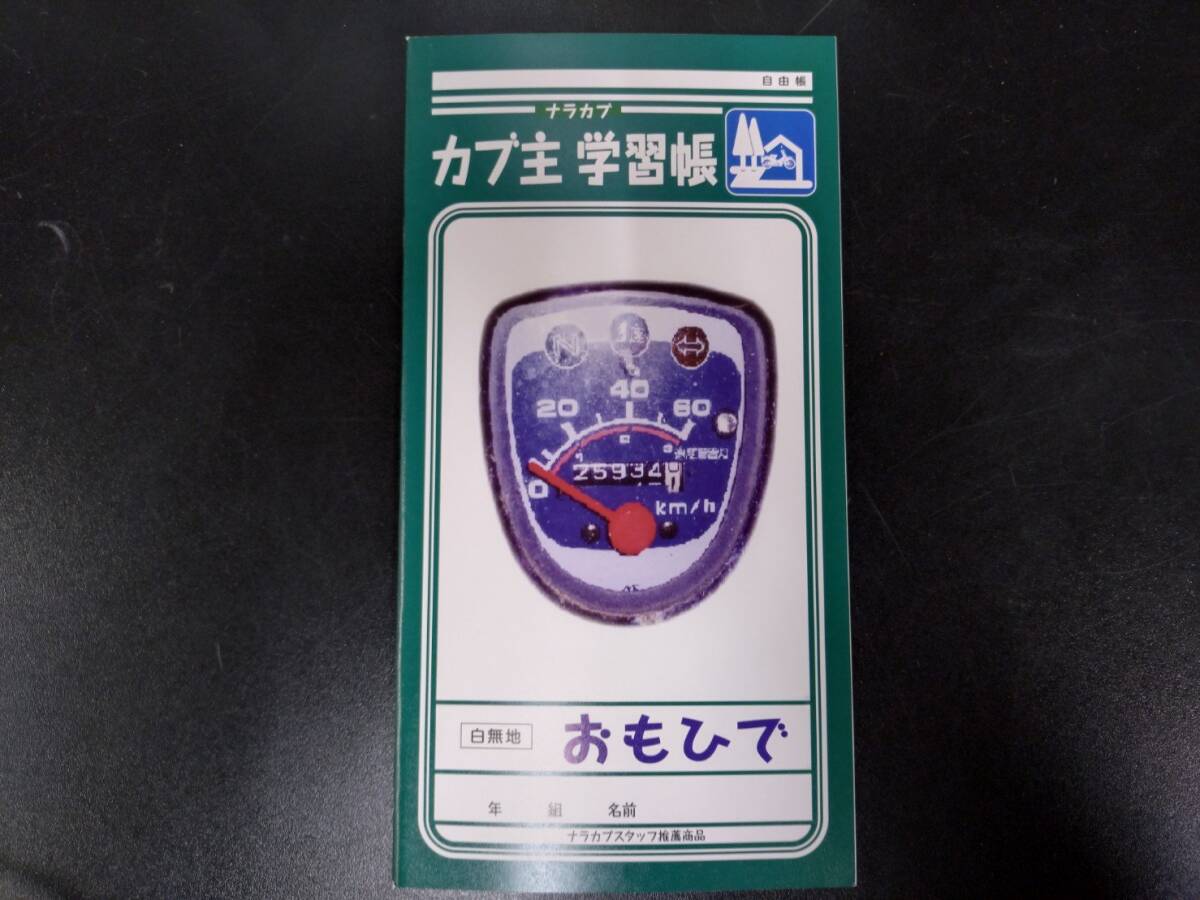 自由帳
ナラカブ
カブ主 学習帳
N
20 40 60
0
25934
km/h
白無地 おもひで
年 組 名前
ナラカブスタッフ推薦商品